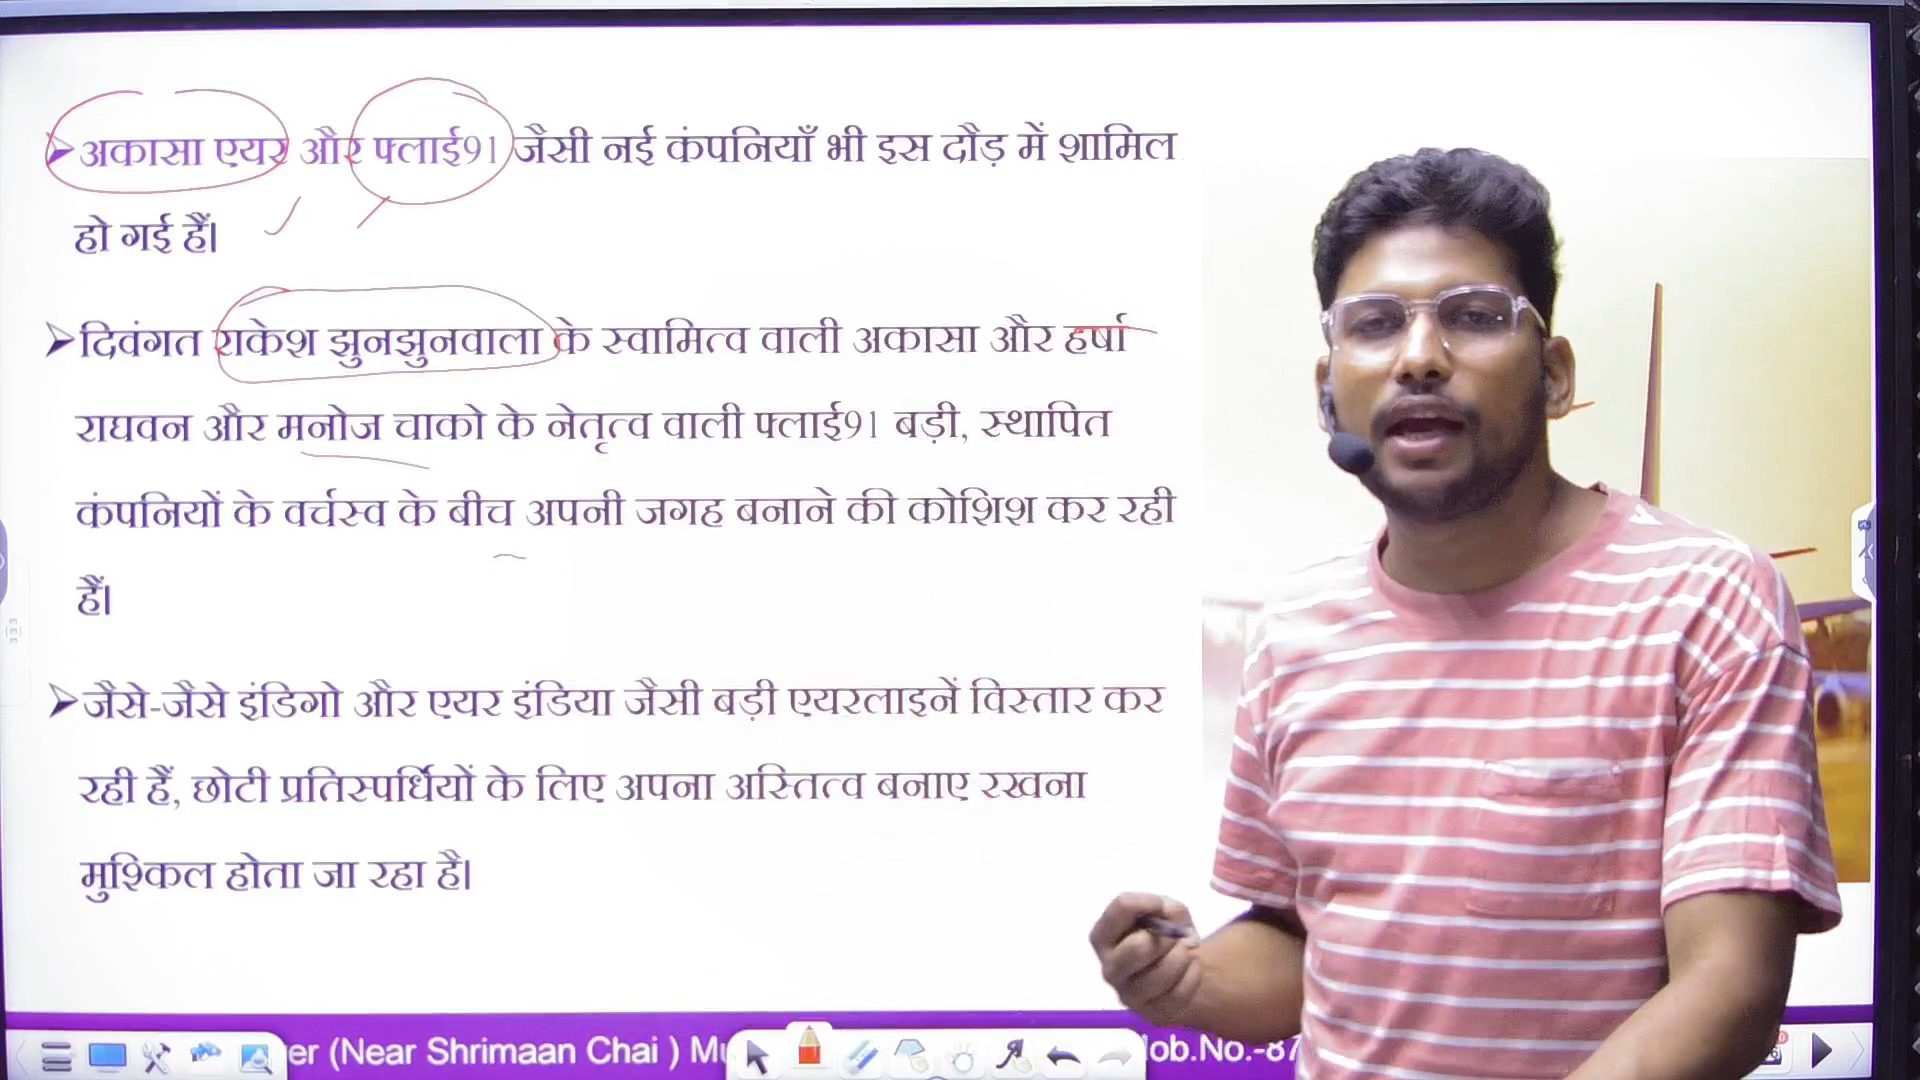 अकासा एयर और फ्लाई91 जैसी नई कंपनियाँ भी इस दौड़ में शामिल
हो गई हैं।
दिवंगत राकेश झुनझुनवाला के स्वामित्व वाली अकासा और हर्षा
राघवन और मनोज चाको के नेतृत्व वाली फ्लाई91 बड़ी, स्थापित
कंपनियों के वर्चस्व के बीच अपनी जगह बनाने की कोशिश कर रही
हैं।
जैसे-जैसे इंडिगो और एयर इंडिया जैसी बड़ी एयरलाइनें विस्तार कर
रही हैं, छोटी प्रतिस्पर्धियों के लिए अपना अस्तित्व बनाए रखना
मुश्किल होता जा रहा है।
er (Near Shrimaan Chai ) Mu ob.No.-87